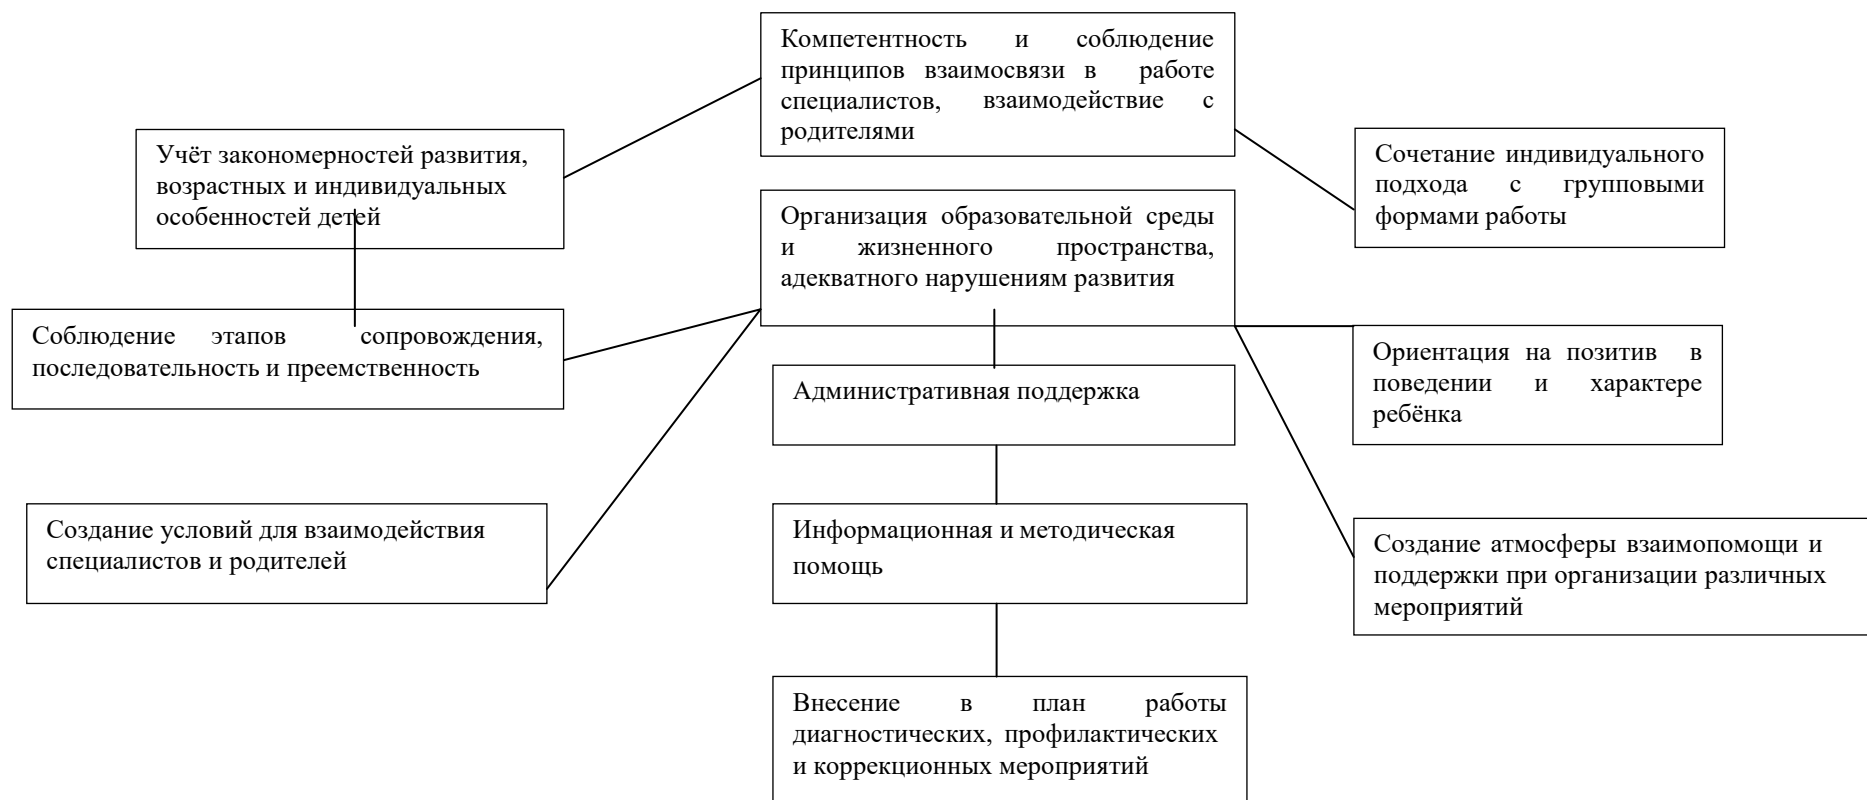 Компетентность и соблюдение
принципов взаимосвязи в работе
специалистов, взаимодействие с
родителями
Учёт закономерностей развития,
возрастных и индивидуальных
особенностей детей
Сочетание индивидуального
подхода с групповыми
формами работы
Организация образовательной среды
и жизненного пространства,
адекватного нарушениям развития
Соблюдение этапов сопровождения,
последовательность и преемственность
Ориентация на позитив в
поведении и характере
ребёнка
Административная поддержка
Создание условий для взаимодействия
специалистов и родителей
Информационная и методическая
помощь
Создание атмосферы взаимопомощи и
поддержки при организации различных
мероприятий
Внесение в план работы
диагностических, профилактических
и коррекционных мероприятий